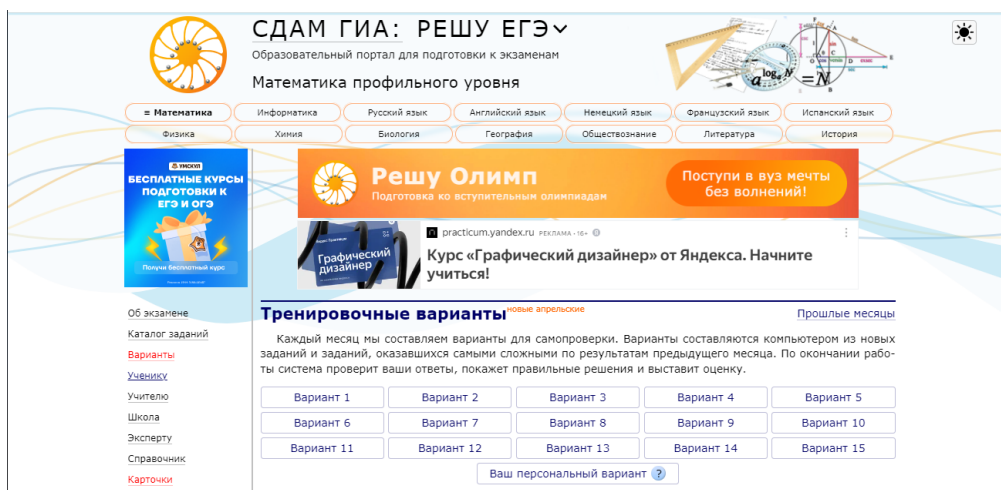 СДАМ ГИА: РЕШУ ЕГЭ
Образовательный портал для подготовки к экзаменам
Математика профильного уровня
≡ Математика
Информатика
Русский язык
Английский язык
Немецкий язык
Французский язык
Испанский язык
Физика
Химия
Биология
География
Обществознание
Литература
История
УМСКУЛ
БЕСПЛАТНЫЕ КУРСЫ
ПОДГОТОВКИ К
ЕГЭ И ОГЭ
Получи бесплатный курс
Решу Олимп
Подготовка ко вступительным олимпиадам
Поступи в вуз мечты
без волнений!
Графический
дизайнер
practicum.yandex.ru РЕКЛАМА • 16+
Курс «Графический дизайнер» от Яндекса. Начните
учиться!
Об экзамене
Каталог заданий
Варианты
Ученику
Учителю
Школа
Эксперту
Справочник
Карточки
Тренировочные варианты новые апрельские
Прошлые месяцы
Каждый месяц мы составляем варианты для самопроверки. Варианты составляются компьютером из новых
заданий и заданий, оказавшихся самыми сложными по результатам предыдущего месяца. По окончании рабо-
ты система проверит ваши ответы, покажет правильные решения и выставит оценку.
Вариант 1
Вариант 2
Вариант 3
Вариант 4
Вариант 5
Вариант 6
Вариант 7
Вариант 8
Вариант 9
Вариант 10
Вариант 11
Вариант 12
Вариант 13
Вариант 14
Вариант 15
Ваш персональный вариант ?